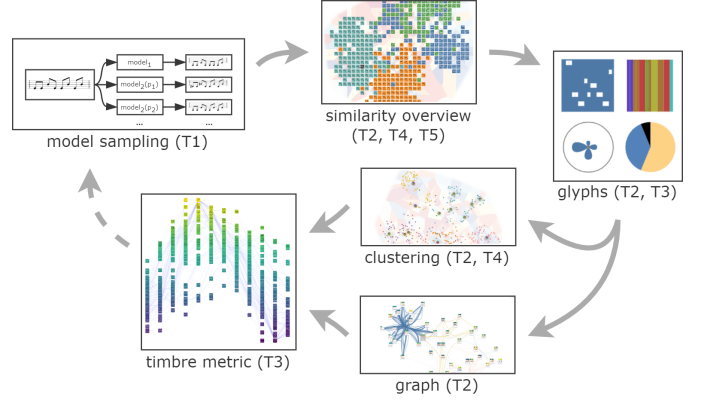 model₁
model₂(p₁)
model₂(p₂)
...
...
model sampling (T1)
similarity overview
(T2, T4, T5)
glyphs (T2, T3)
clustering (T2, T4)
graph (T2)
timbre metric (T3)